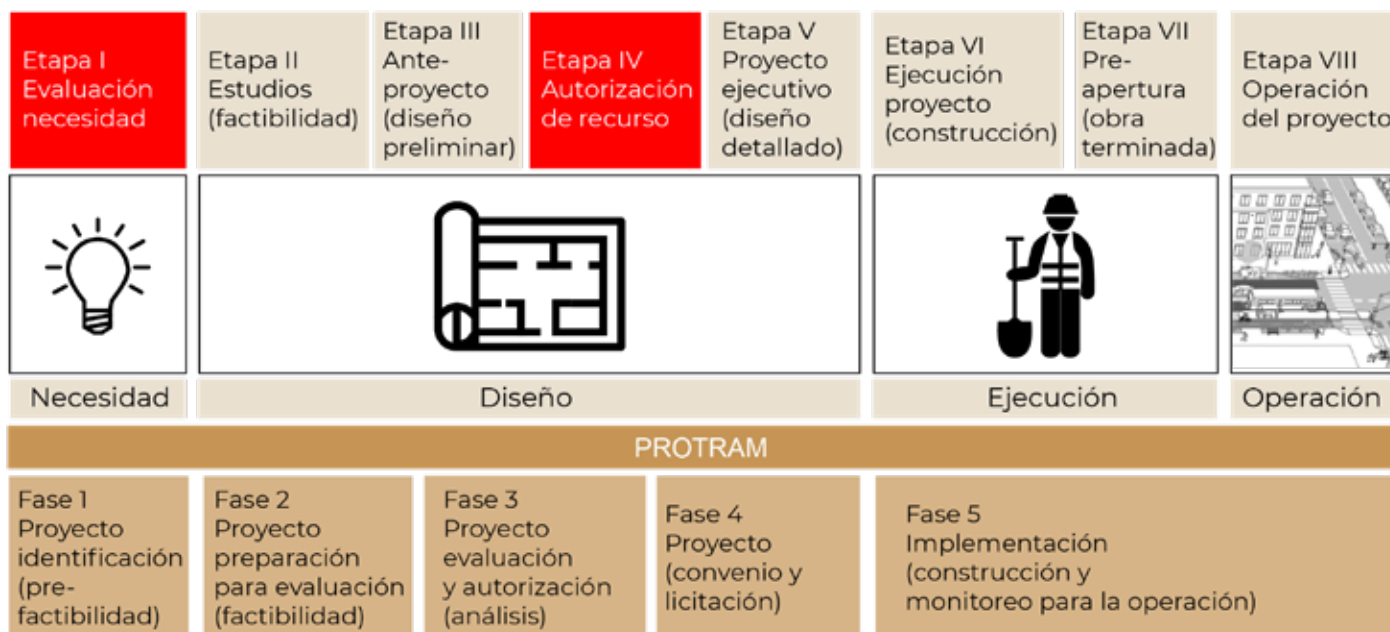 Etapa I
Evaluación
necesidad
Etapa II
Estudios
(factibilidad)
Etapa III
Ante-
proyecto
(diseño
preliminar)
Etapa IV
Autorización
de recurso
Etapa V
Proyecto
ejecutivo
(diseño
detallado)
Etapa VI
Ejecución
proyecto
(construcción)
Etapa VII
Pre-
apertura
(obra
terminada)
Etapa VIII
Operación
del proyecto
Necesidad
Diseño
Ejecución
Operación
PROTRAM
Fase 1
Proyecto
identificación
(pre-
factibilidad)
Fase 2
Proyecto
preparación
para evaluación
(factibilidad)
Fase 3
Proyecto
evaluación
y autorización
(análisis)
Fase 4
Proyecto
(convenio y
licitación)
Fase 5
Implementación
(construcción y
monitoreo para la operación)